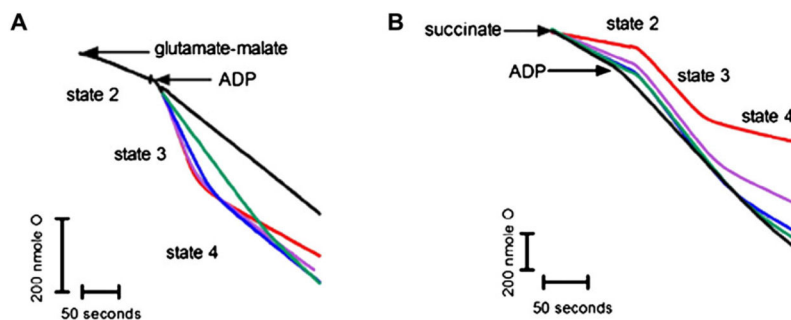 A
glutamate-malate
ADP
state 2
state 3
state 4
200 nmole O
50 seconds
B
succinate
state 2
ADP
state 3
state 4
200 nmole O
50 seconds